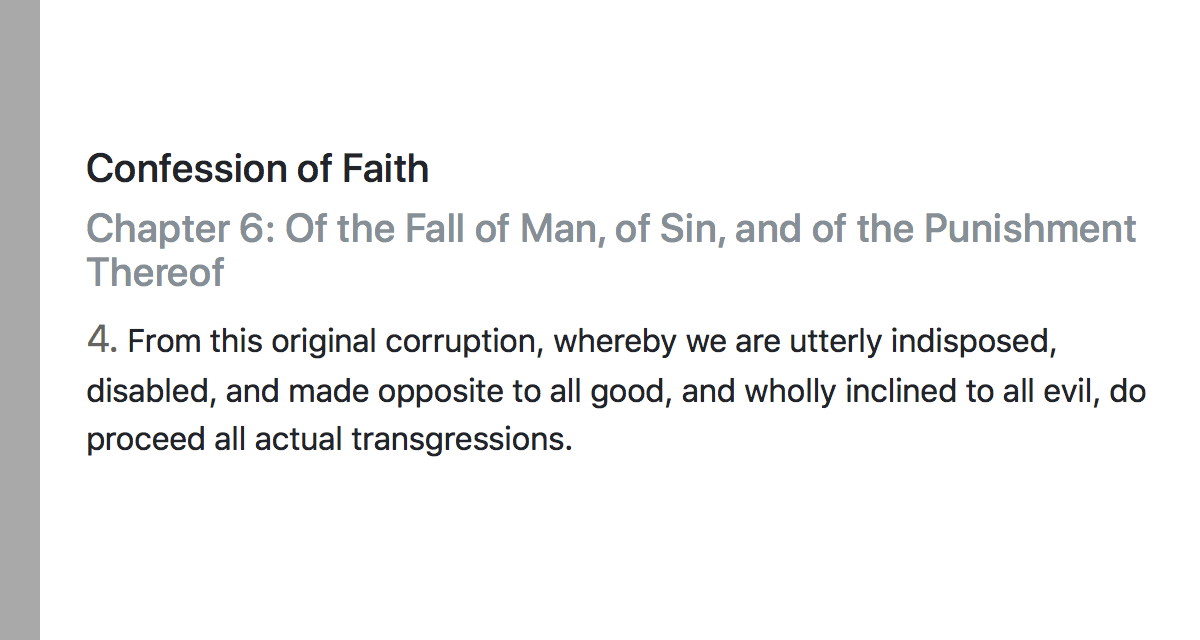 Confession of Faith
Chapter 6: Of the Fall of Man, of Sin, and of the Punishment
Thereof
4. From this original corruption, whereby we are utterly indisposed,
disabled, and made opposite to all good, and wholly inclined to all evil, do
proceed all actual transgressions.